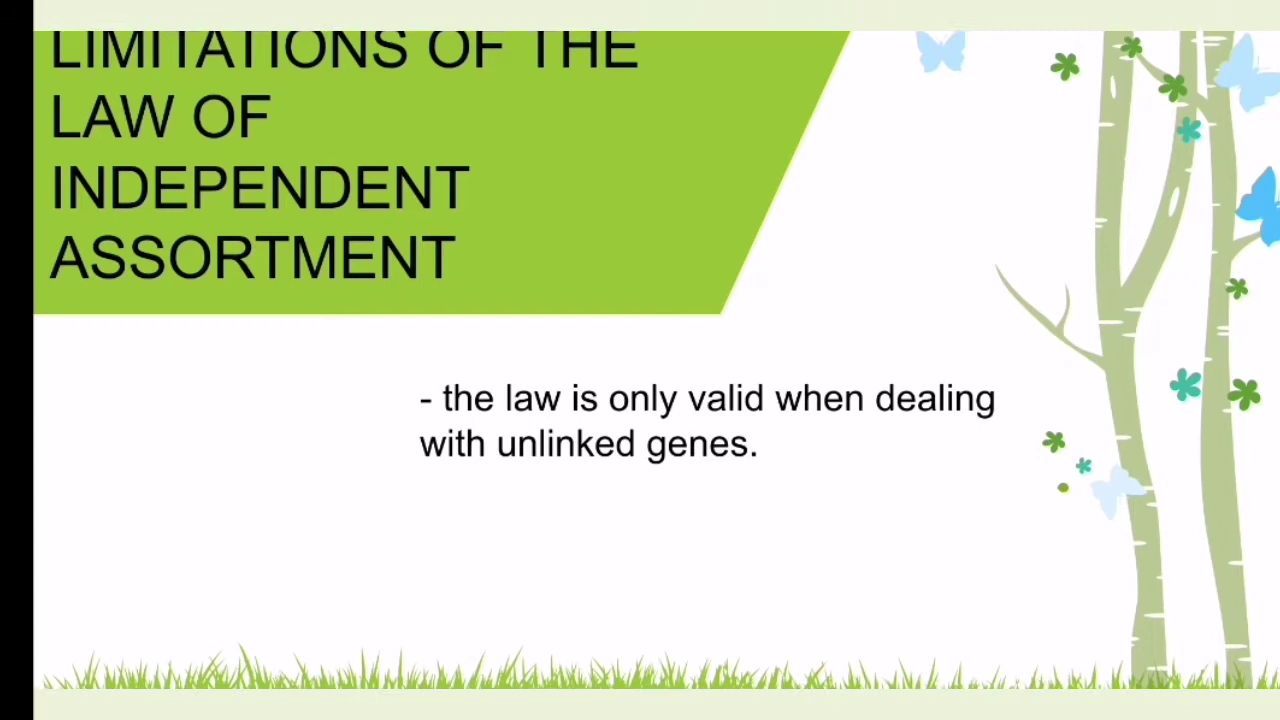 LIMITATIONS OF THE
LAW OF
INDEPENDENT
ASSORTMENT
- the law is only valid when dealing
with unlinked genes.